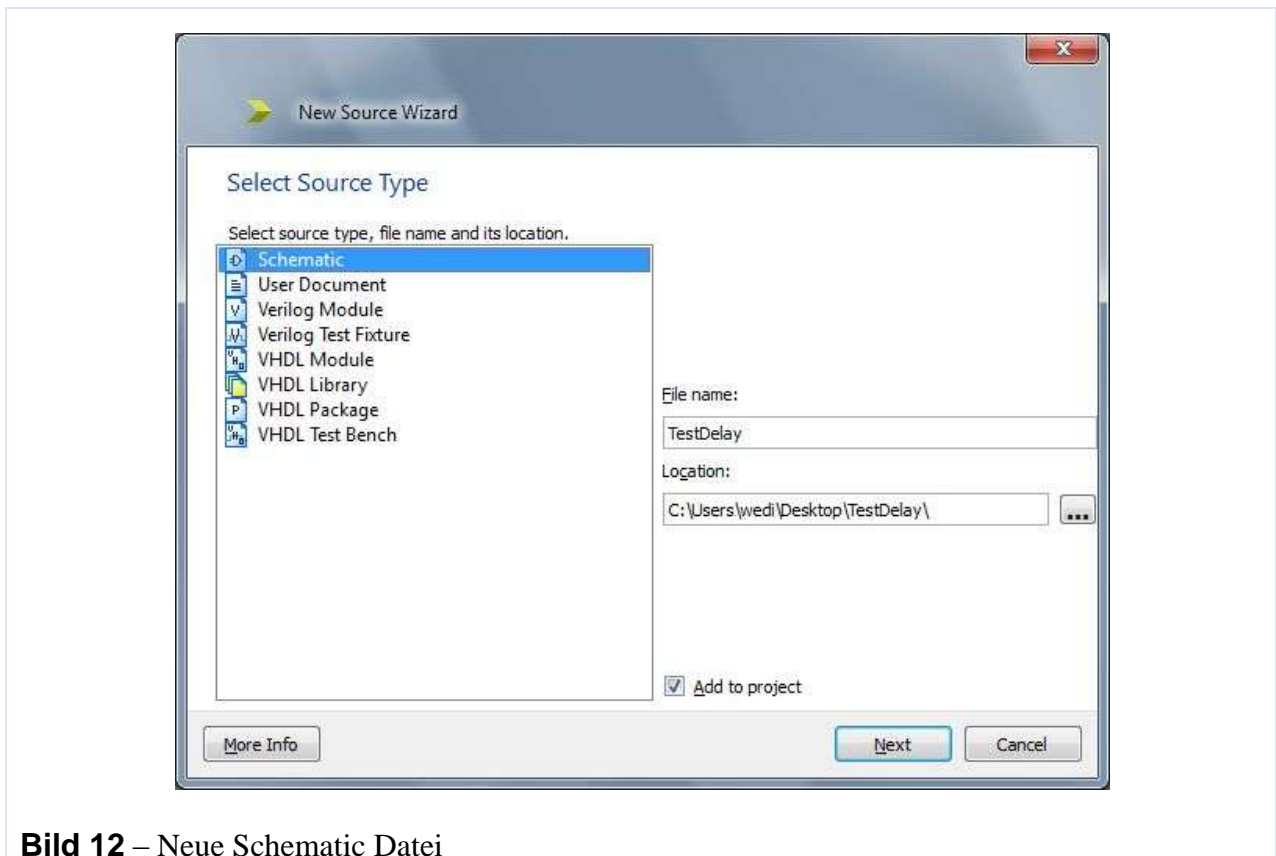 New Source Wizard
Select Source Type
Select source type, file name and its location.
Schematic
User Document
Verilog Module
Verilog Test Fixture
VHDL Module
VHDL Library
VHDL Package
VHDL Test Bench
File name:
TestDelay
Location:
C:\Users\wedi\Desktop\TestDelay\
...
Add to project
More Info
Next
Cancel
Bild 12 – Neue Schematic Datei